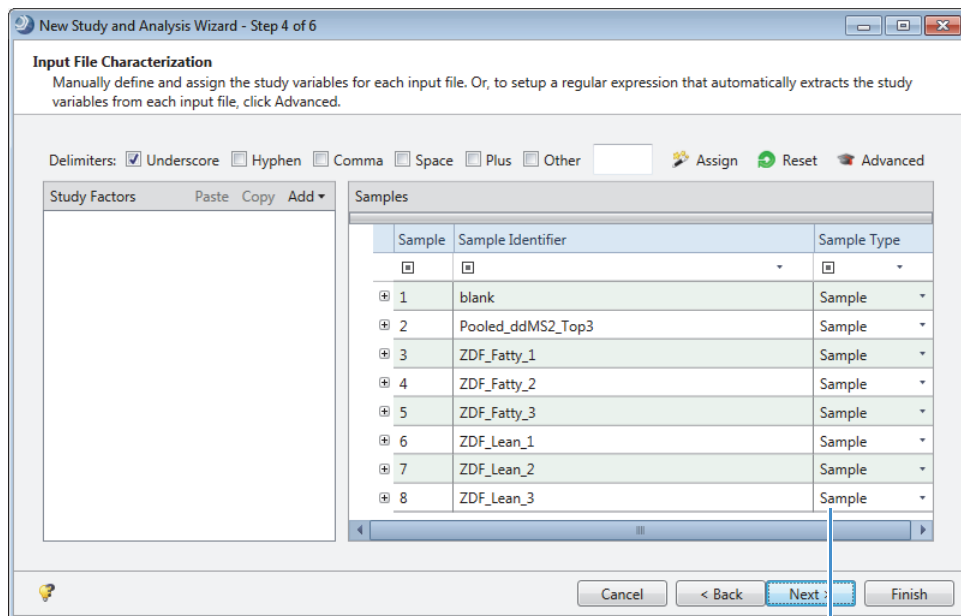 New Study and Analysis Wizard - Step 4 of 6
Input File Characterization
Manually define and assign the study variables for each input file. Or, to setup a regular expression that automatically extracts the study
variables from each input file, click Advanced.
Delimiters: Underscore Hyphen Comma Space Plus Other Assign Reset Advanced
Study Factors Paste Copy Add Samples
Sample Sample Identifier Sample Type
1 blank Sample
2 Pooled_ddMS2_Top3 Sample
3 ZDF_Fatty_1 Sample
4 ZDF_Fatty_2 Sample
5 ZDF_Fatty_3 Sample
6 ZDF_Lean_1 Sample
7 ZDF_Lean_2 Sample
8 ZDF_Lean_3 Sample
Cancel < Back Next > Finish